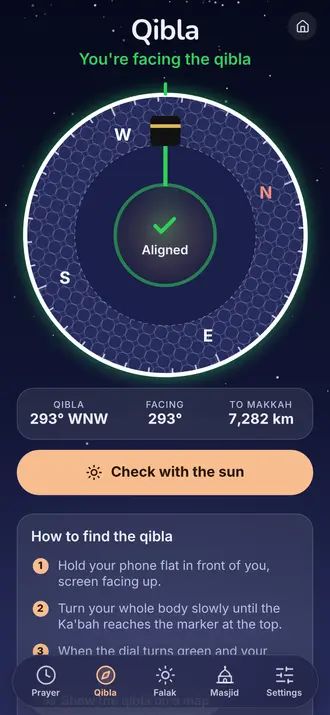 Qibla
You're facing the qibla
W
N
Aligned
S
E
QIBLA
293° WNW
FACING
293°
TO MAKKAH
7,282 km
Check with the sun
How to find the qibla
1 Hold your phone flat in front of you,
screen facing up.
2 Turn your whole body slowly until the
Ka'bah reaches the marker at the top.
3 When the dial turns green and your
Prayer
Qibla
Falak
Masjid
Settings